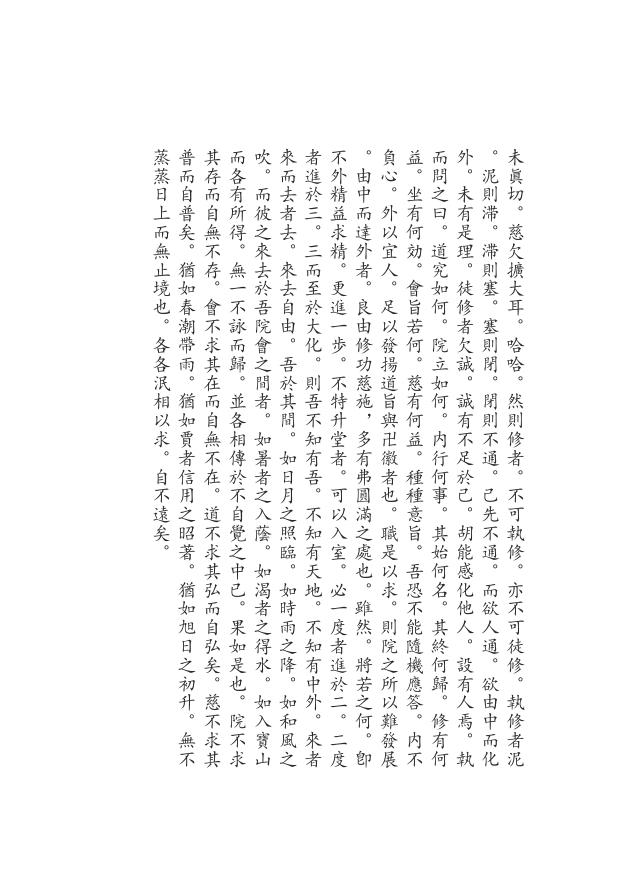 未眞切。慈欠擴大耳。哈哈。然則修者。不可執修。亦不可徒修。執修者泥
。泥則滯。滯則塞。塞則閉。閉則不通。己先不通。而欲人通。欲由中而化
外。未有是理。徒修者欠誠。誠有不足於己。胡能感化他人。設有人焉。執
而問之曰。道究如何。院立如何。內行何事。其始何名。其終何歸。修有何
益。坐有何効。會旨若何。慈有何益。種種意旨。吾恐不能隨機應答。內不
負心。外以宜人。足以發揚道旨與卍徽者也。職是以求。則院之所以難發展
。由中而達外者。良由修功慈施，多有弗圓滿之處也。雖然。將若之何。卽
不外精益求精。更進一步。不特升堂者。可以入室。必一度者進於二。二度
者進於三。三而至於大化。則吾不知有吾。不知有天地。不知有中外。來者
來而去者去。來去自由。吾於其間。如日月之照臨。如時雨之降。如和風之
吹。而彼之來去於吾院會之間者。如暑者之入蔭。如渴者之得水。如入寶山
而各有所得。無一不詠而歸。並各相傳於不自覺之中已。果如是也。院不求
其存而自無不存。會不求其在而自無不在。道不求其弘而自弘矣。慈不求其
普而自普矣。猶如春潮帶雨。猶如賈者信用之昭著。猶如旭日之初升。無不
蒸蒸日上而無止境也。各各泯相以求。自不遠矣。